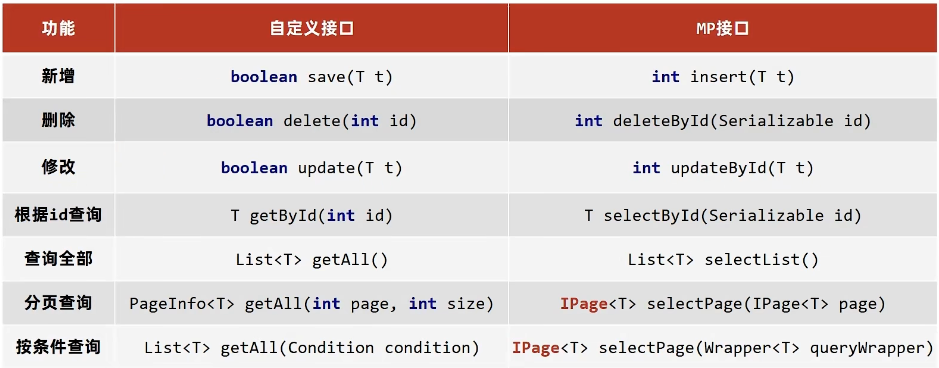 功能 自定义接口 MP接口
新增 boolean save(T t) int insert(T t)
删除 boolean delete(int id) int deleteById(Serializable id)
修改 boolean update(T t) int updateById(T t)
根据id查询 T getById(int id) T selectById(Serializable id)
查询全部 List<T> getAll() List<T> selectList()
分页查询 PageInfo<T> getAll(int page, int size) IPage<T> selectPage(IPage<T> page)
按条件查询 List<T> getAll(Condition condition) IPage<T> selectPage(Wrapper<T> queryWrapper)